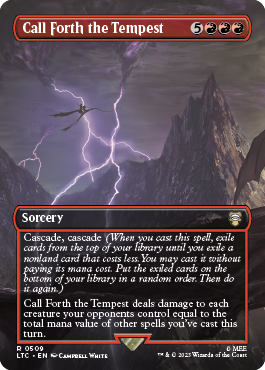 Call Forth the Tempest 5
Sorcery
Cascade, cascade (When you cast this spell, exile
cards from the top of your library until you exile a
nonland card that costs less. You may cast it without
paying its mana cost. Put the exiled cards on the
bottom of your library in a random order. Then do
it again.)
Call Forth the Tempest deals damage to each
creature your opponents control equal to the
total mana value of other spells you've cast this
turn.
R 0509
LTC • EN Campbell White
™ & © 2023 Wizards of the Coast